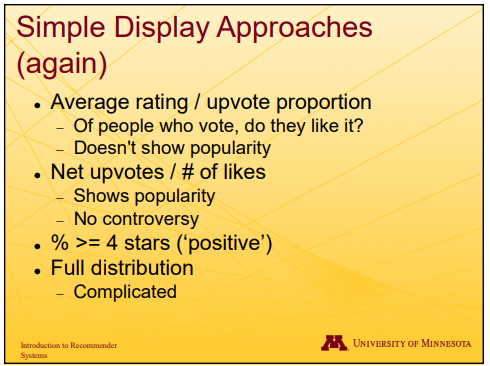 Simple Display Approaches
(again)
• Average rating / upvote proportion
– Of people who vote, do they like it?
– Doesn't show popularity
• Net upvotes / # of likes
– Shows popularity
– No controversy
• % >= 4 stars (‘positive’)
• Full distribution
– Complicated
Introduction to Recommender
Systems
M UNIVERSITY OF MINNESOTA